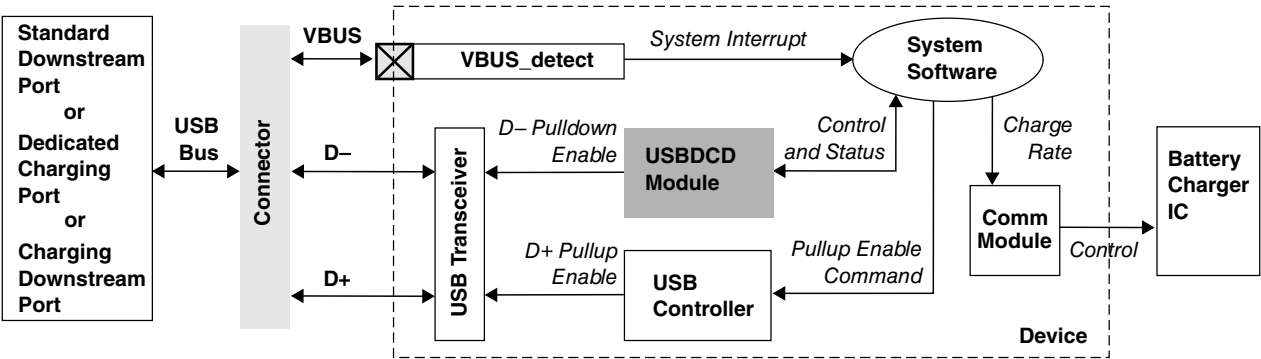 Standard
Downstream
Port
or
Dedicated
Charging
Port
or
Charging
Downstream
Port
USB
Bus
Connector
VBUS
D–
D+
VBUS_detect
System Interrupt
System
Software
D– Pulldown
Enable
USB Transceiver
USBDCD
Module
Control
and Status
Charge
Rate
D+ Pullup
Enable
USB
Controller
Pullup Enable
Command
Comm
Module
Control
Battery
Charger
IC
Device